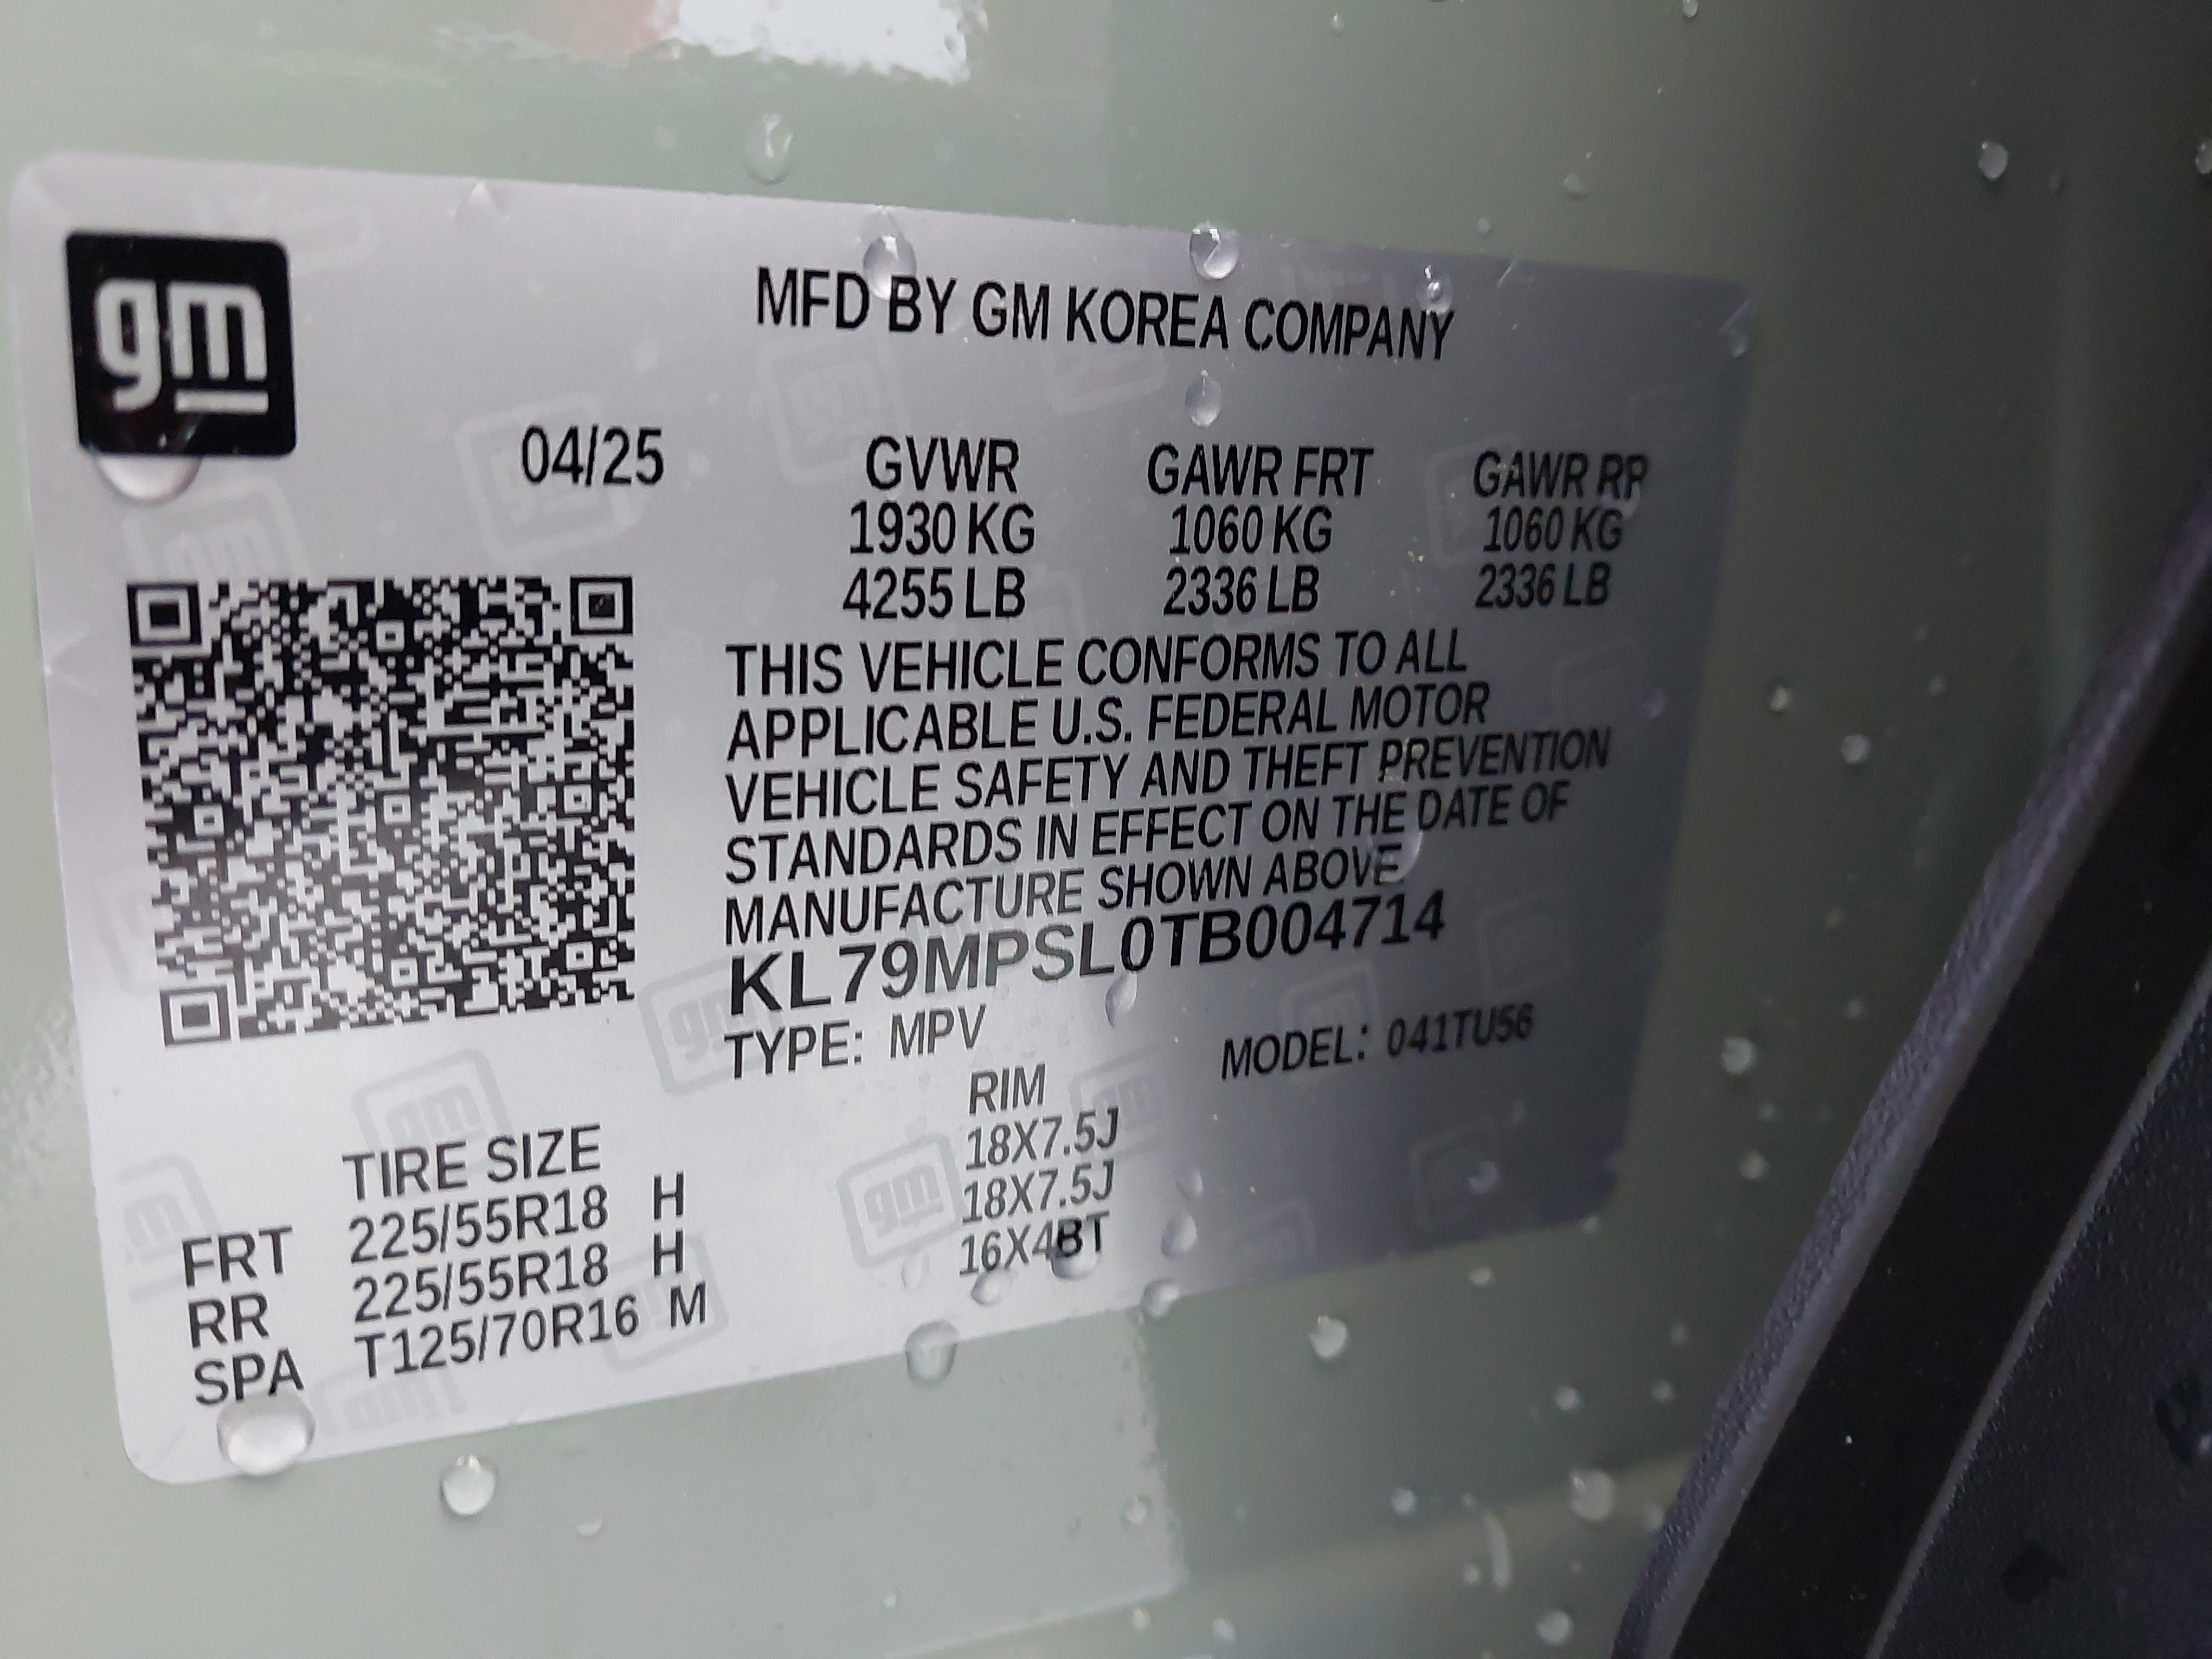 gm
MFD BY GM KOREA COMPANY
04/25 GVWR GAWR FRT GAWR RR
1930 KG 1060 KG 1060 KG
4255 LB 2336 LB 2336 LB
THIS VEHICLE CONFORMS TO ALL
APPLICABLE U.S. FEDERAL MOTOR
VEHICLE SAFETY AND THEFT PREVENTION
STANDARDS IN EFFECT ON THE DATE OF
MANUFACTURE SHOWN ABOVE
KL79MPSL0TB004714
TYPE: MPV MODEL: 041TU56
TIRE SIZE RIM
FRT 225/55R18 H 18X7.5J
RR 225/55R18 H 18X7.5J
SPA T125/70R16 M 16X4BT